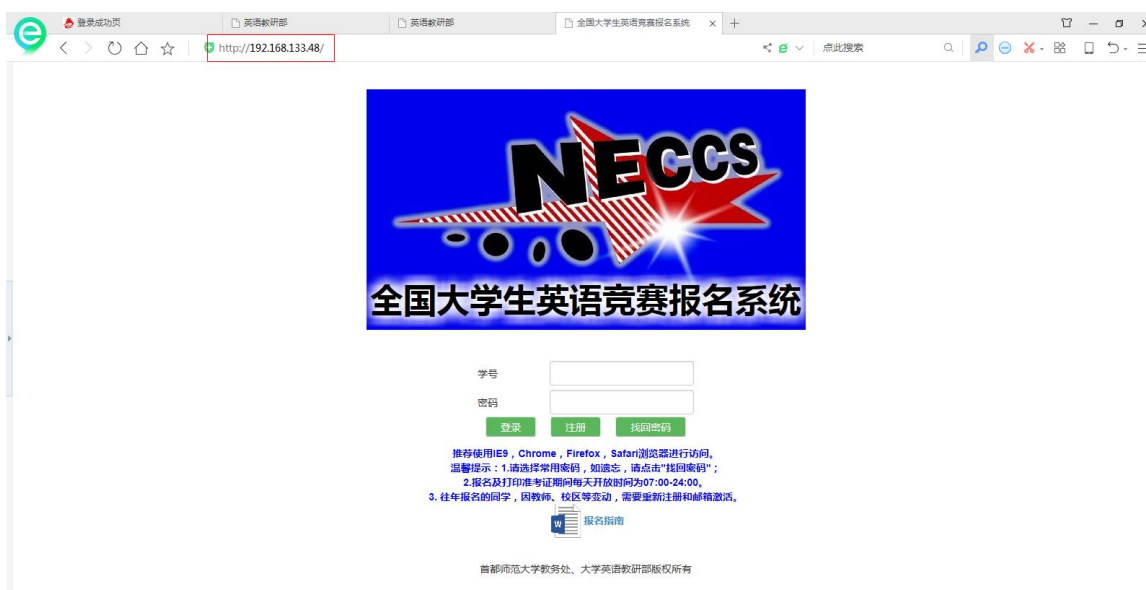 登录成功页
英语教研部
英语教研部
全国大学生英语竞赛报名系统
http://192.168.133.48/
点此搜索
NECCS
全国大学生英语竞赛报名系统
学号
密码
登录 注册 找回密码
推荐使用IE9，Chrome，Firefox，Safari浏览器进行访问。
温馨提示：1.请选择常用密码，如遗忘，请点击"找回密码"；
2.报名及打印准考证期间每天开放时间为07:00-24:00。
3. 往年报名的同学，因教师、校区等变动，需要重新注册和邮箱激活。
报名指南
首都师范大学教务处、大学英语教研部版权所有